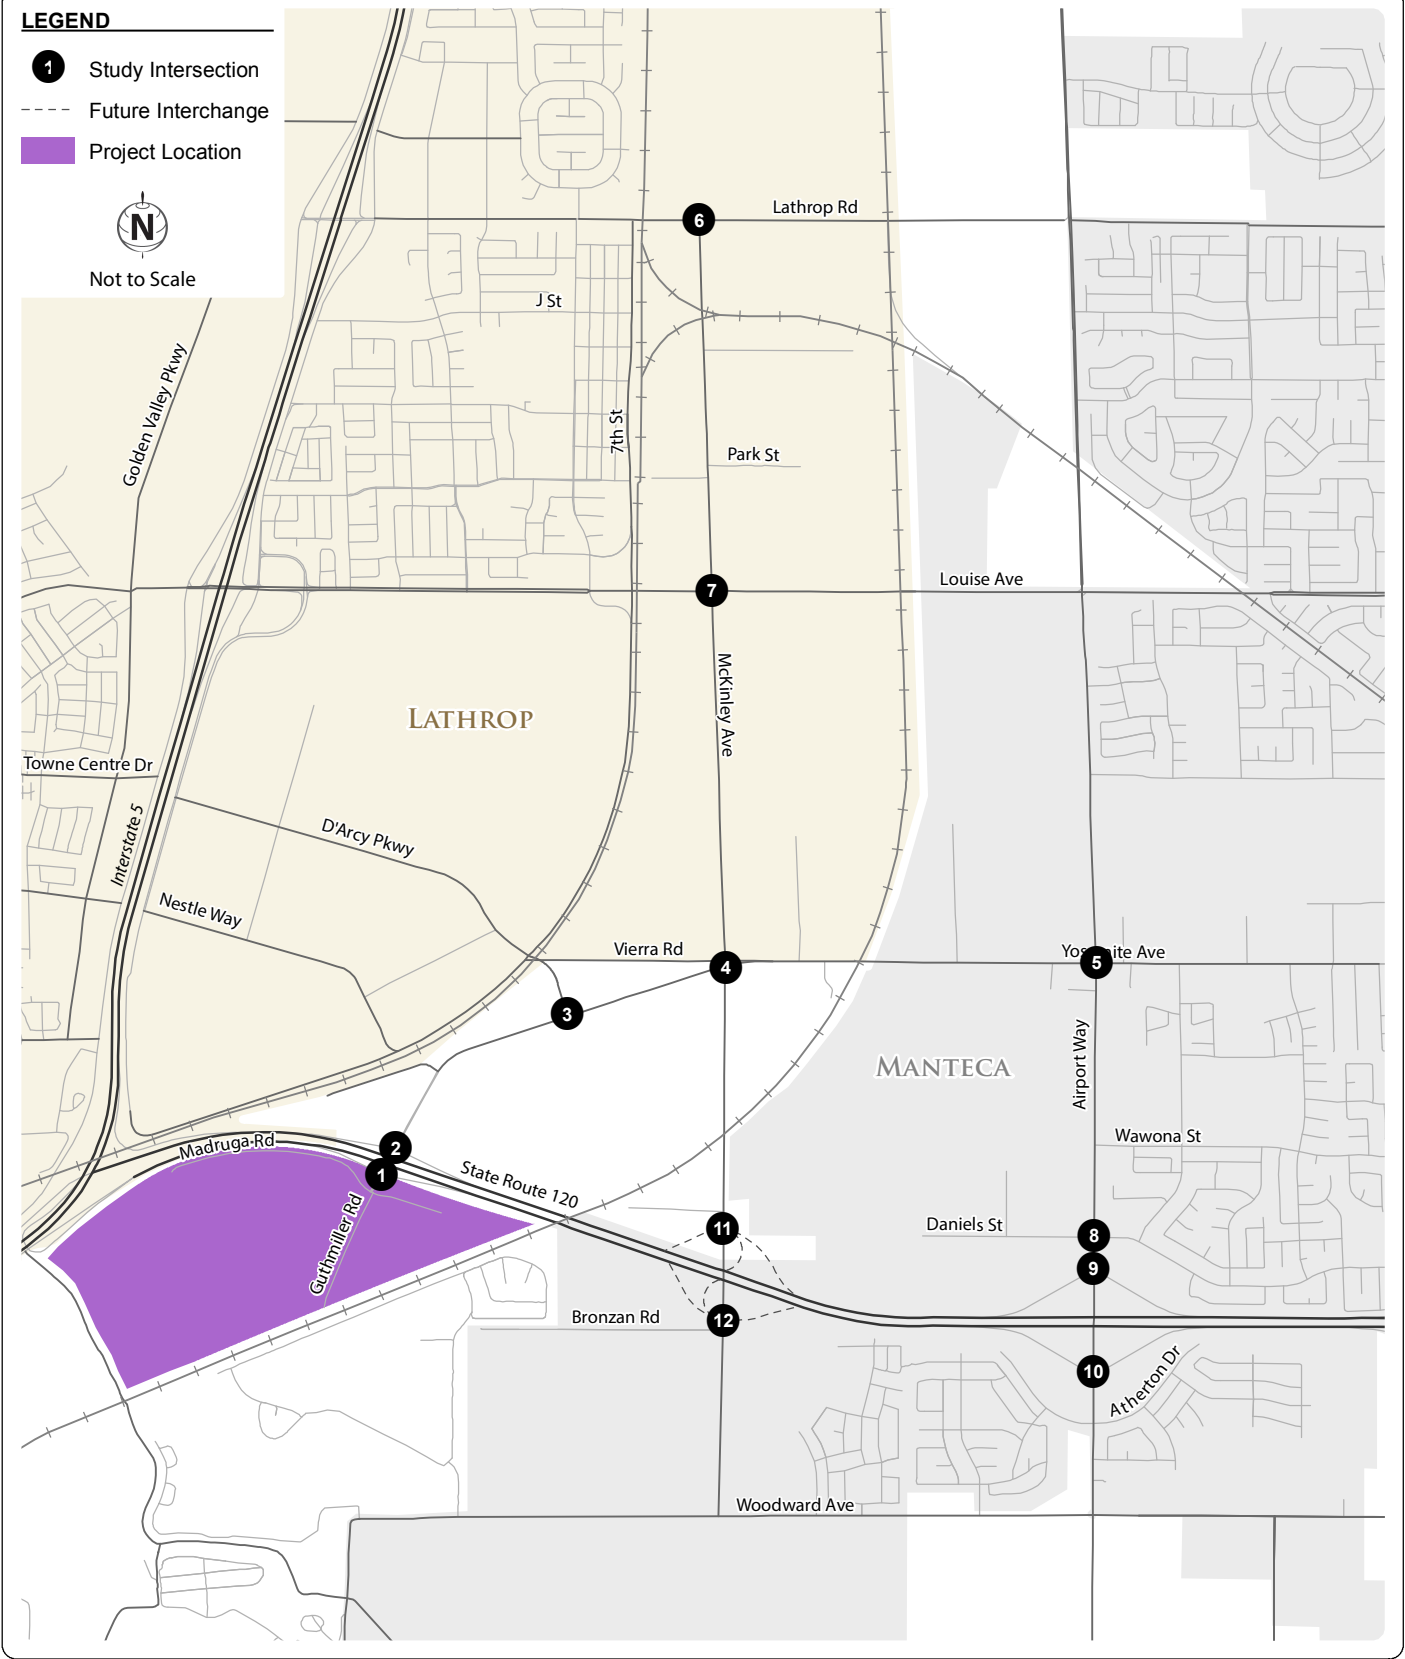 LEGEND
1
Study Intersection
Future Interchange
Project Location
N
Not to Scale
Lathrop Rd
6
J St
Golden Valley Pkwy
7th St
Park St
Louise Ave
7
McKinley Ave
LATHROP
Towne Centre Dr
Interstate 5
D'Arcy Pkwy
Nestle Way
Vierra Rd
4
Yosemite Ave
5
3
Airport Way
MANTECA
Wawona St
Madruga Rd
2
1
State Route 120
Guthmiller Rd
11
Daniels St
8
9
Bronzan Rd
12
10
Atherton Dr
Woodward Ave